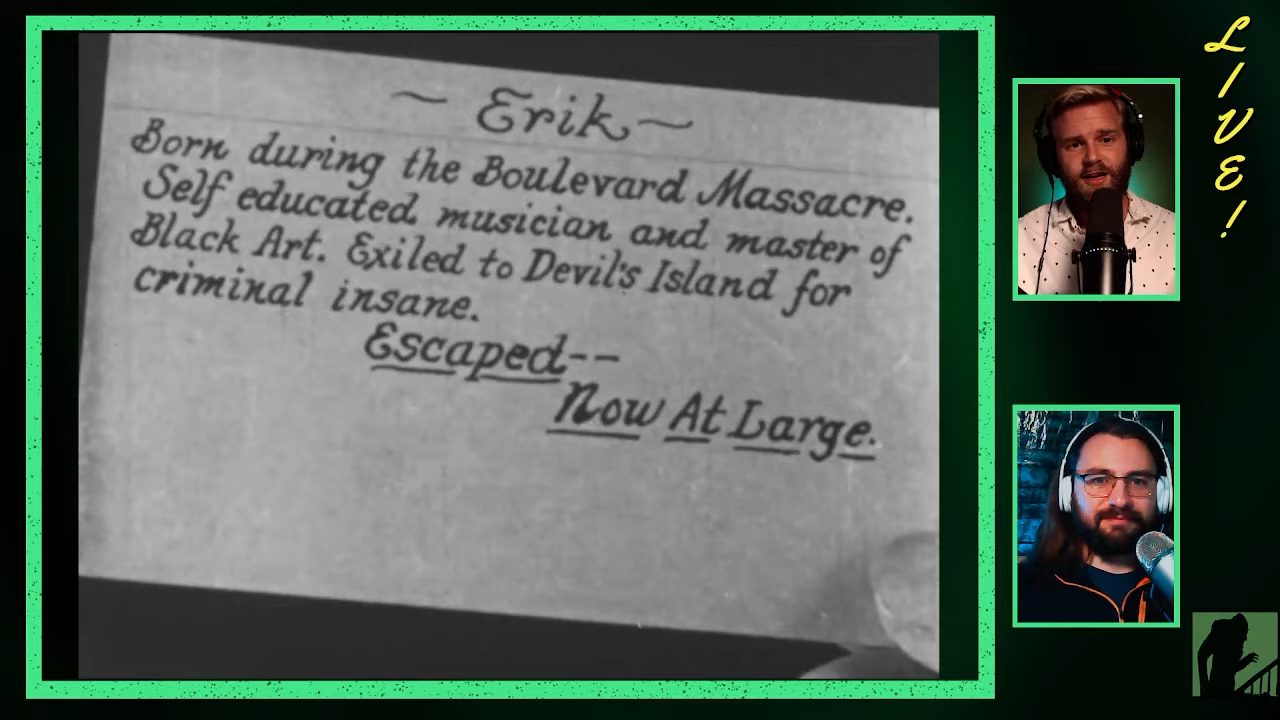 ~ Erik ~
Born during the Boulevard Massacre.
Self educated musician and master of
Black Art. Exiled to Devil's Island for
criminal insane.
Escaped--
Now At Large.
LIVE!